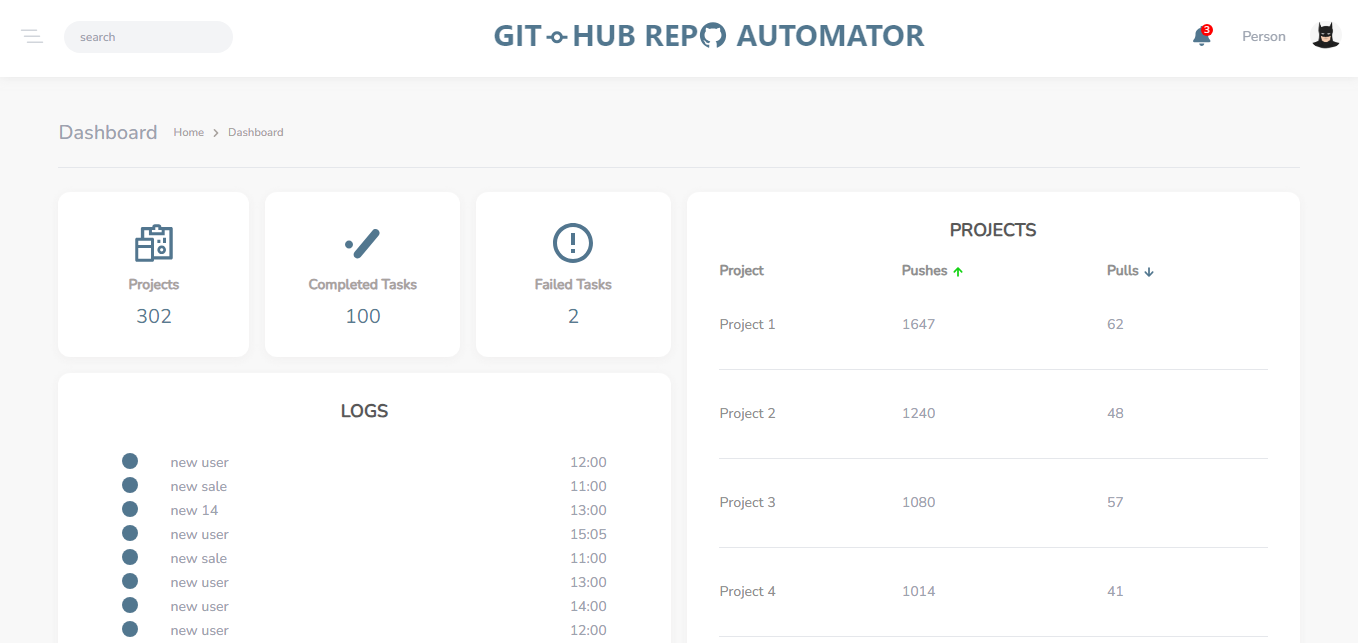 search
GIT HUB REPO AUTOMATOR
3
Person
Dashboard
Home > Dashboard
Projects
302
Completed Tasks
100
Failed Tasks
2
LOGS
new user 12:00
new sale 11:00
new 14 13:00
new user 15:05
new sale 11:00
new user 13:00
new user 14:00
new user 12:00
PROJECTS
Project Pushes Pulls
Project 1 1647 62
Project 2 1240 48
Project 3 1080 57
Project 4 1014 41